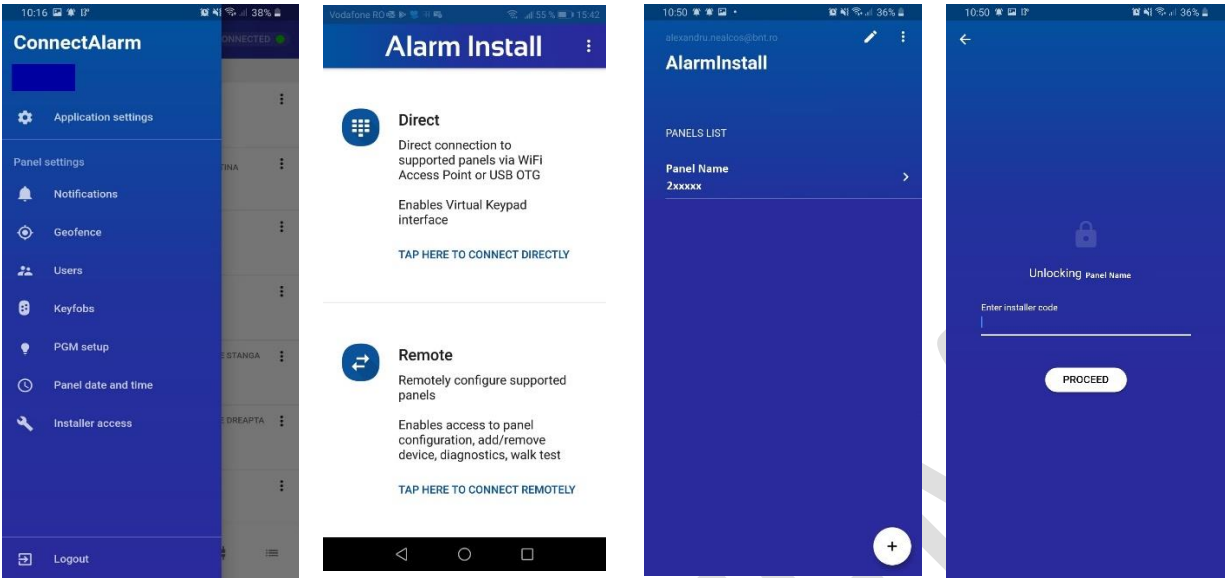 10:16 38%
ConnectAlarm
ONNECTED
Application settings
Panel settings
TINA
Notifications
Geofence
Users
Keyfobs
PGM setup
E STANGA
Panel date and time
Installer access
E DREAPTA
Logout
Vodafone RO 55 % 15:42
Alarm Install
Direct
Direct connection to
supported panels via WiFi
Access Point or USB OTG
Enables Virtual Keypad
interface
TAP HERE TO CONNECT DIRECTLY
Remote
Remotely configure supported
panels
Enables access to panel
configuration, add/remove
device, diagnostics, walk test
TAP HERE TO CONNECT REMOTELY
10:50 36%
alexandru.nealcos@bnt.ro
AlarmInstall
PANELS LIST
Panel Name
2xxxxx
+
10:50 36%
Unlocking Panel Name
Enter installer code
PROCEED